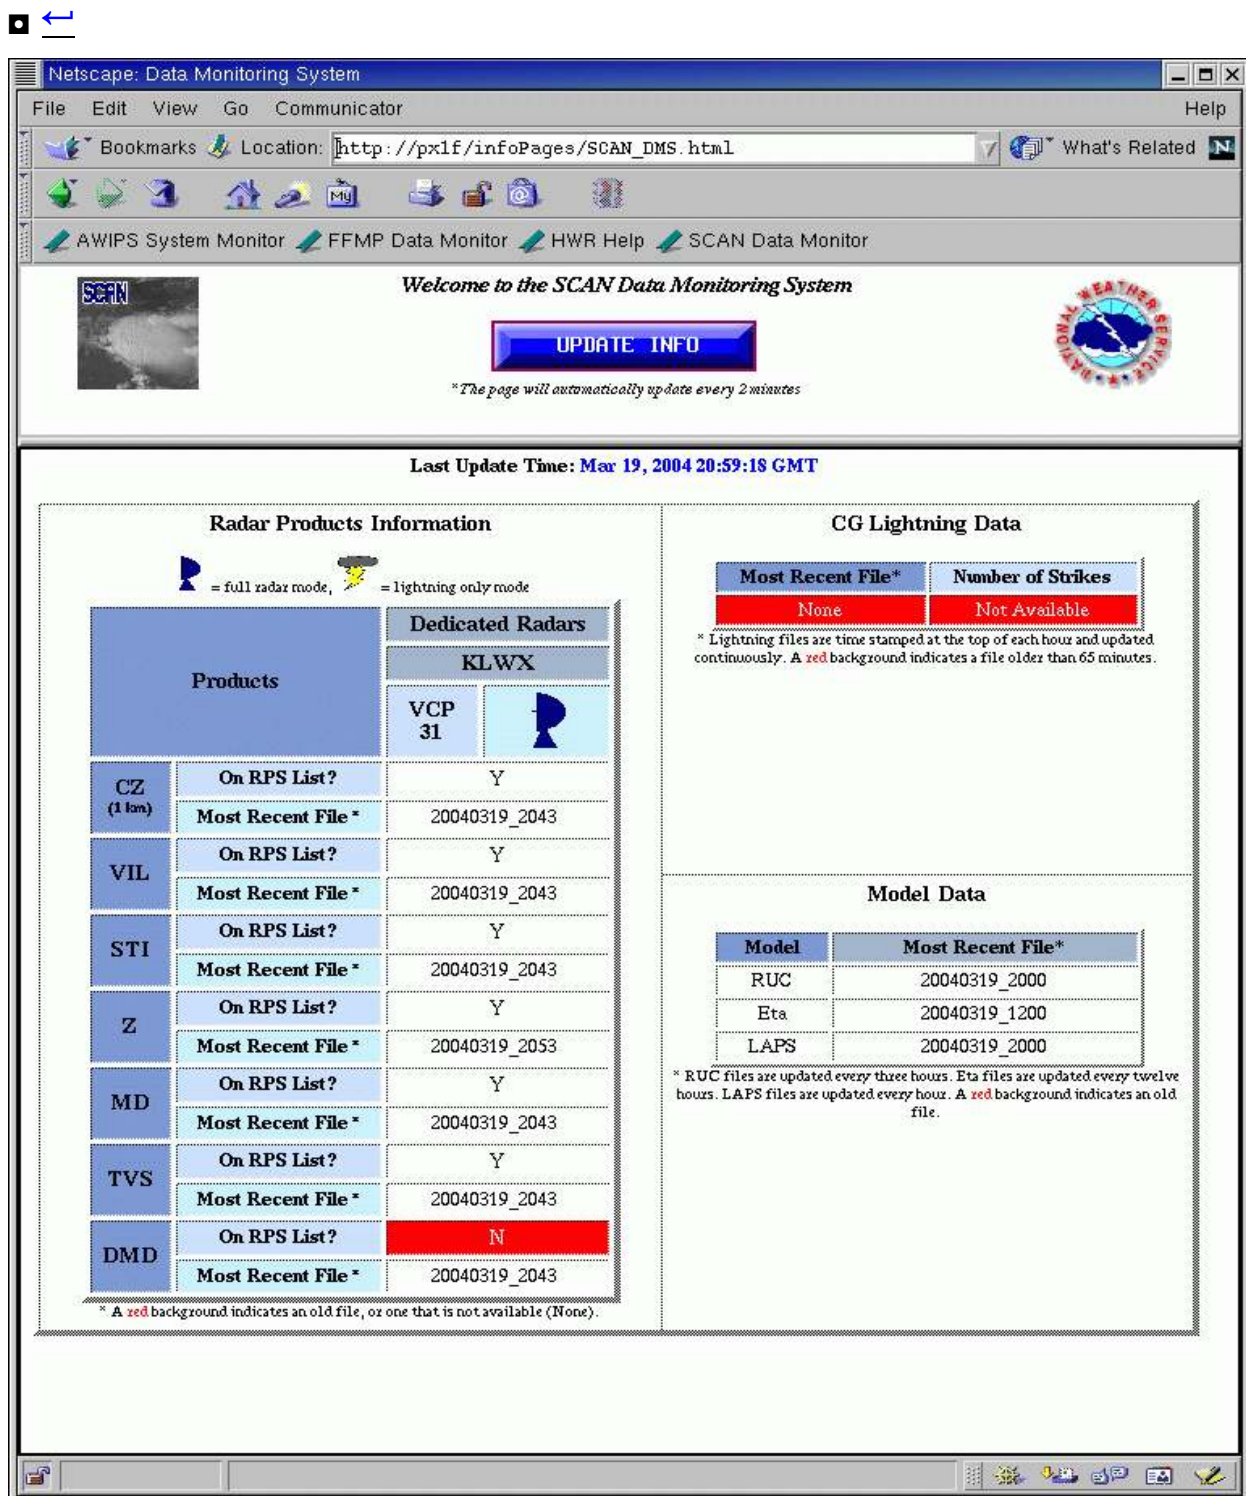 Netscape: Data Monitoring System
File Edit View Go Communicator Help
Bookmarks Location: http://px1f/infoPages/SCAN_DMS.html What's Related N
My
AWIPS System Monitor FFMP Data Monitor HWR Help SCAN Data Monitor
SCAN
Welcome to the SCAN Data Monitoring System
NATIONAL WEATHER SERVICE
UPDATE INFO
*The page will automatically update every 2 minutes
Last Update Time: Mar 19, 2004 20:59:18 GMT
Radar Products Information
= full radar mode, = lightning only mode
Products
Dedicated Radars
KLWX
VCP
31
CZ
(1 km)
On RPS List? Y
Most Recent File * 20040319_2043
VIL
On RPS List? Y
Most Recent File * 20040319_2043
STI
On RPS List? Y
Most Recent File * 20040319_2043
Z
On RPS List? Y
Most Recent File * 20040319_2053
MD
On RPS List? Y
Most Recent File * 20040319_2043
TVS
On RPS List? Y
Most Recent File * 20040319_2043
DMD
On RPS List? N
Most Recent File * 20040319_2043
* A red background indicates an old file, or one that is not available (None).
CG Lightning Data
Most Recent File* Number of Strikes
None Not Available
* Lightning files are time stamped at the top of each hour and updated
continuously. A red background indicates a file older than 65 minutes.
Model Data
Model Most Recent File*
RUC 20040319_2000
Eta 20040319_1200
LAPS 20040319_2000
* RUC files are updated every three hours. Eta files are updated every twelve
hours. LAPS files are updated every hour. A red background indicates an old
file.